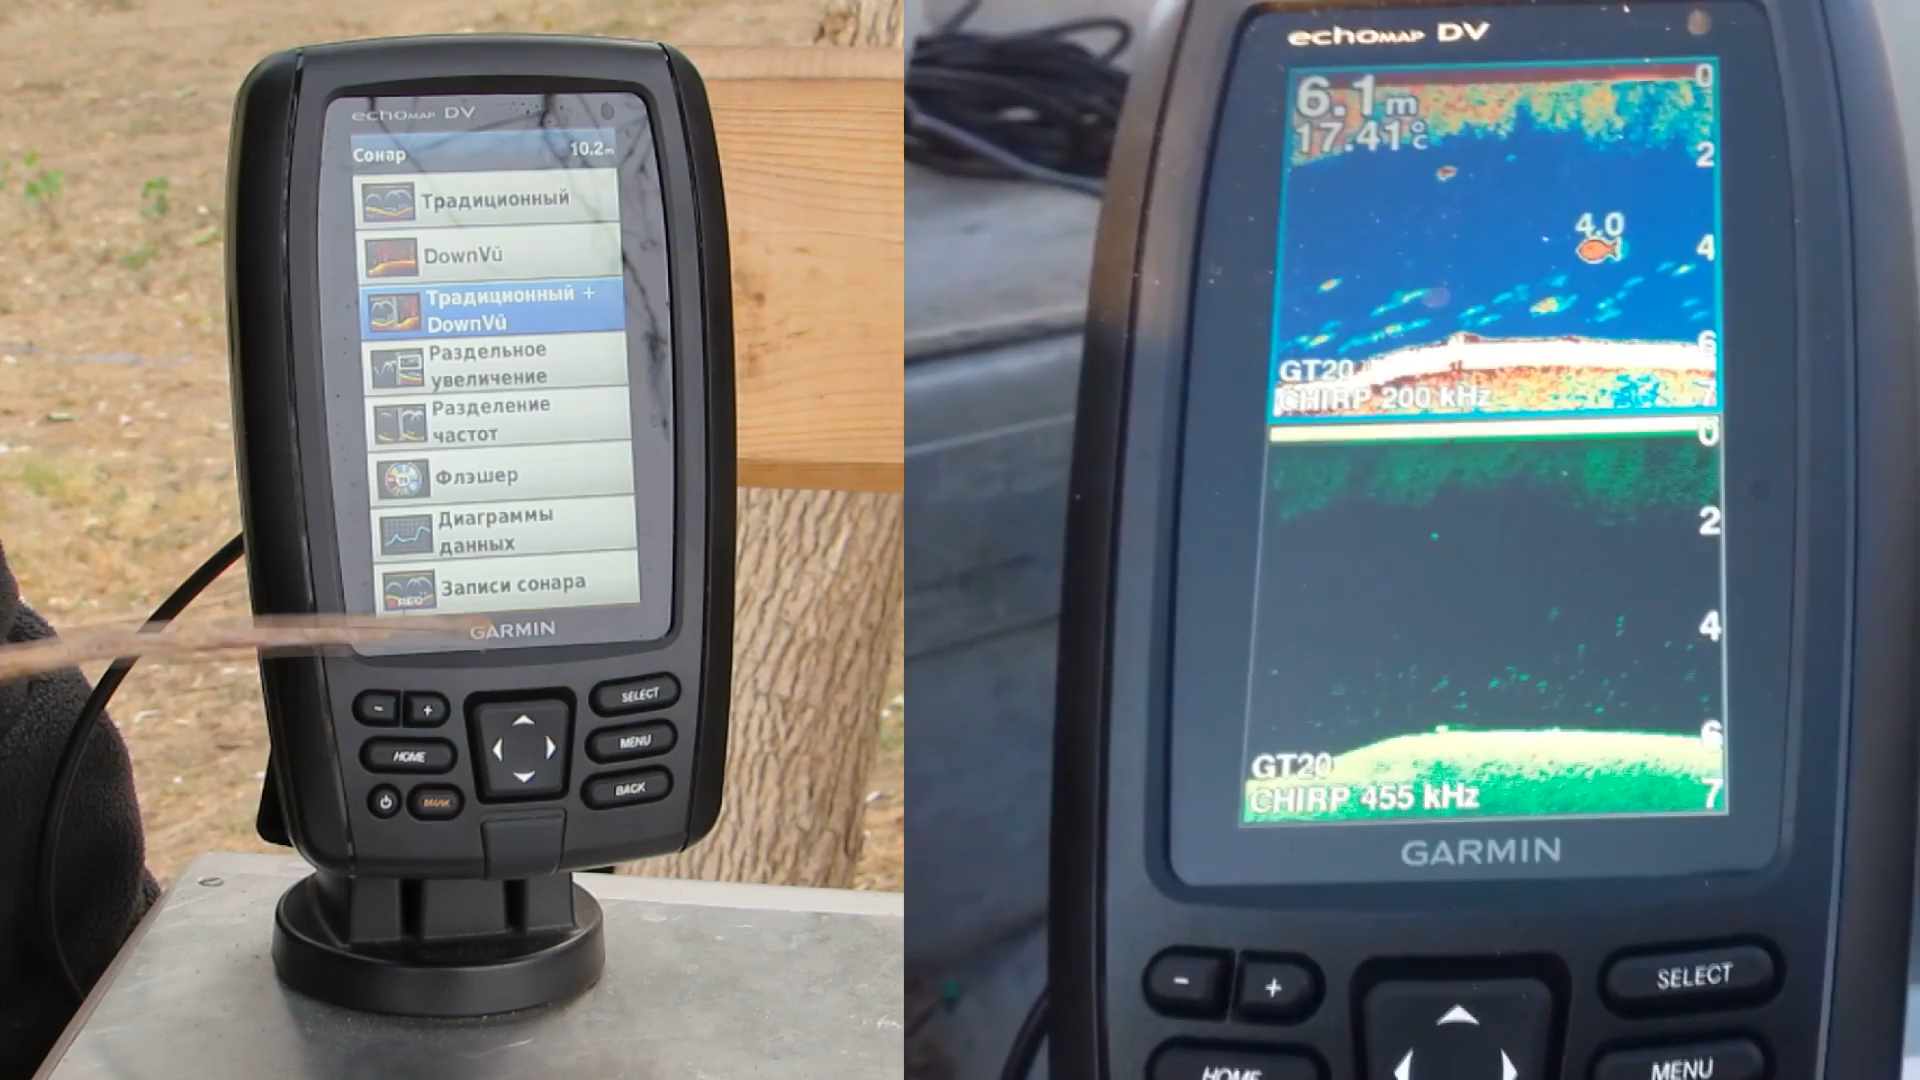 echoMAP DV
Сонар
10.2m
Традиционный
DownVü
Традиционный +
DownVü
Раздельное
увеличение
Разделение
частот
Флэшер
Диаграммы
данных
Записи сонара
REC
GARMIN
- +
SELECT
HOME
MENU
MARK
BACK
echoMAP DV
6.1m
17.41°C
0
2
4.0
4
6
GT20
CHIRP 200 kHz
7
0
2
4
6
GT20
CHIRP 455 kHz
7
GARMIN
- +
SELECT
HOME
MENU